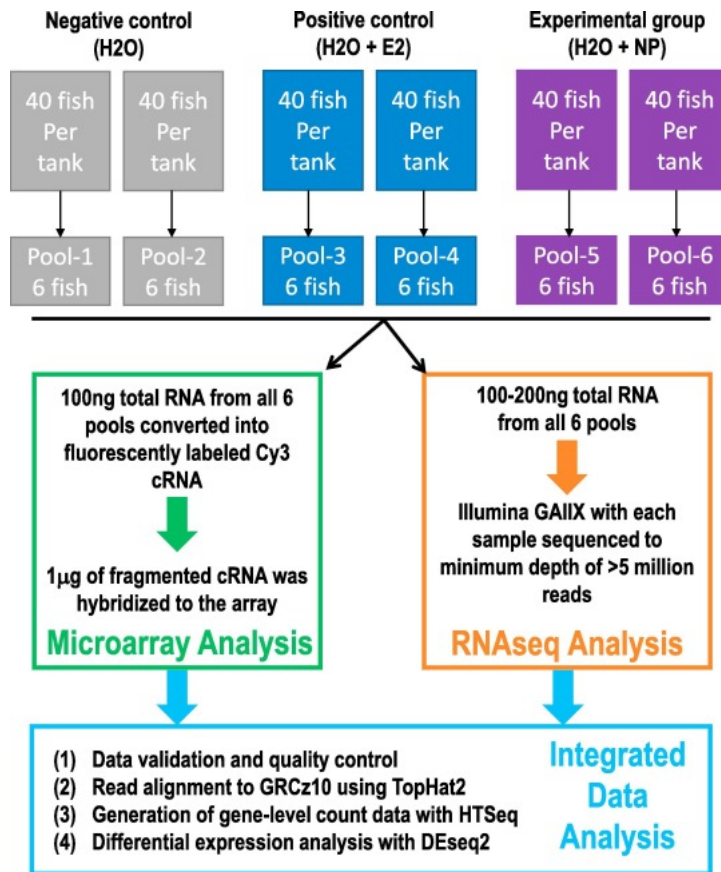 Negative control
(H2O)
Positive control
(H2O + E2)
Experimental group
(H2O + NP)
40 fish
Per
tank
40 fish
Per
tank
40 fish
Per
tank
40 fish
Per
tank
40 fish
Per
tank
40 fish
Per
tank
Pool-1
6 fish
Pool-2
6 fish
Pool-3
6 fish
Pool-4
6 fish
Pool-5
6 fish
Pool-6
6 fish
100ng total RNA from all 6
pools converted into
fluorescently labeled Cy3
cRNA
1μg of fragmented cRNA was
hybridized to the array
Microarray Analysis
100-200ng total RNA
from all 6 pools
Illumina GAIIX with each
sample sequenced to
minimum depth of >5 million
reads
RNAseq Analysis
(1) Data validation and quality control
(2) Read alignment to GRCz10 using TopHat2
(3) Generation of gene-level count data with HTSeq
(4) Differential expression analysis with DEseq2
Integrated
Data
Analysis